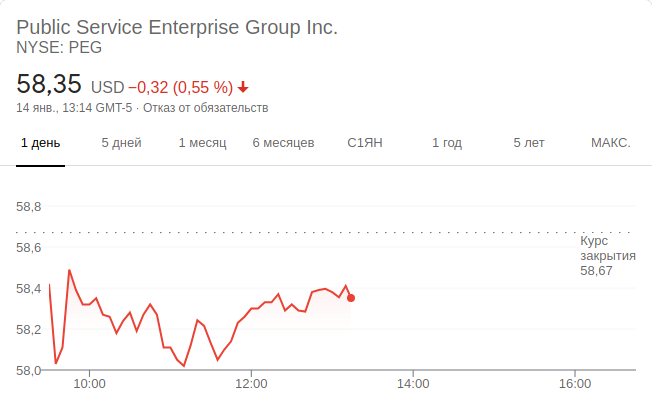 Public Service Enterprise Group Inc.
NYSE: PEG
58,35 USD −0,32 (0,55 %)
14 янв., 13:14 GMT-5 · Отказ от обязательств
1 день 5 дней 1 месяц 6 месяцев С1ЯН 1 год 5 лет МАКС.
58,8
58,6
58,4
58,2
58,0
Курс
закрытия
58.67
10:00 12:00 14:00 16:00